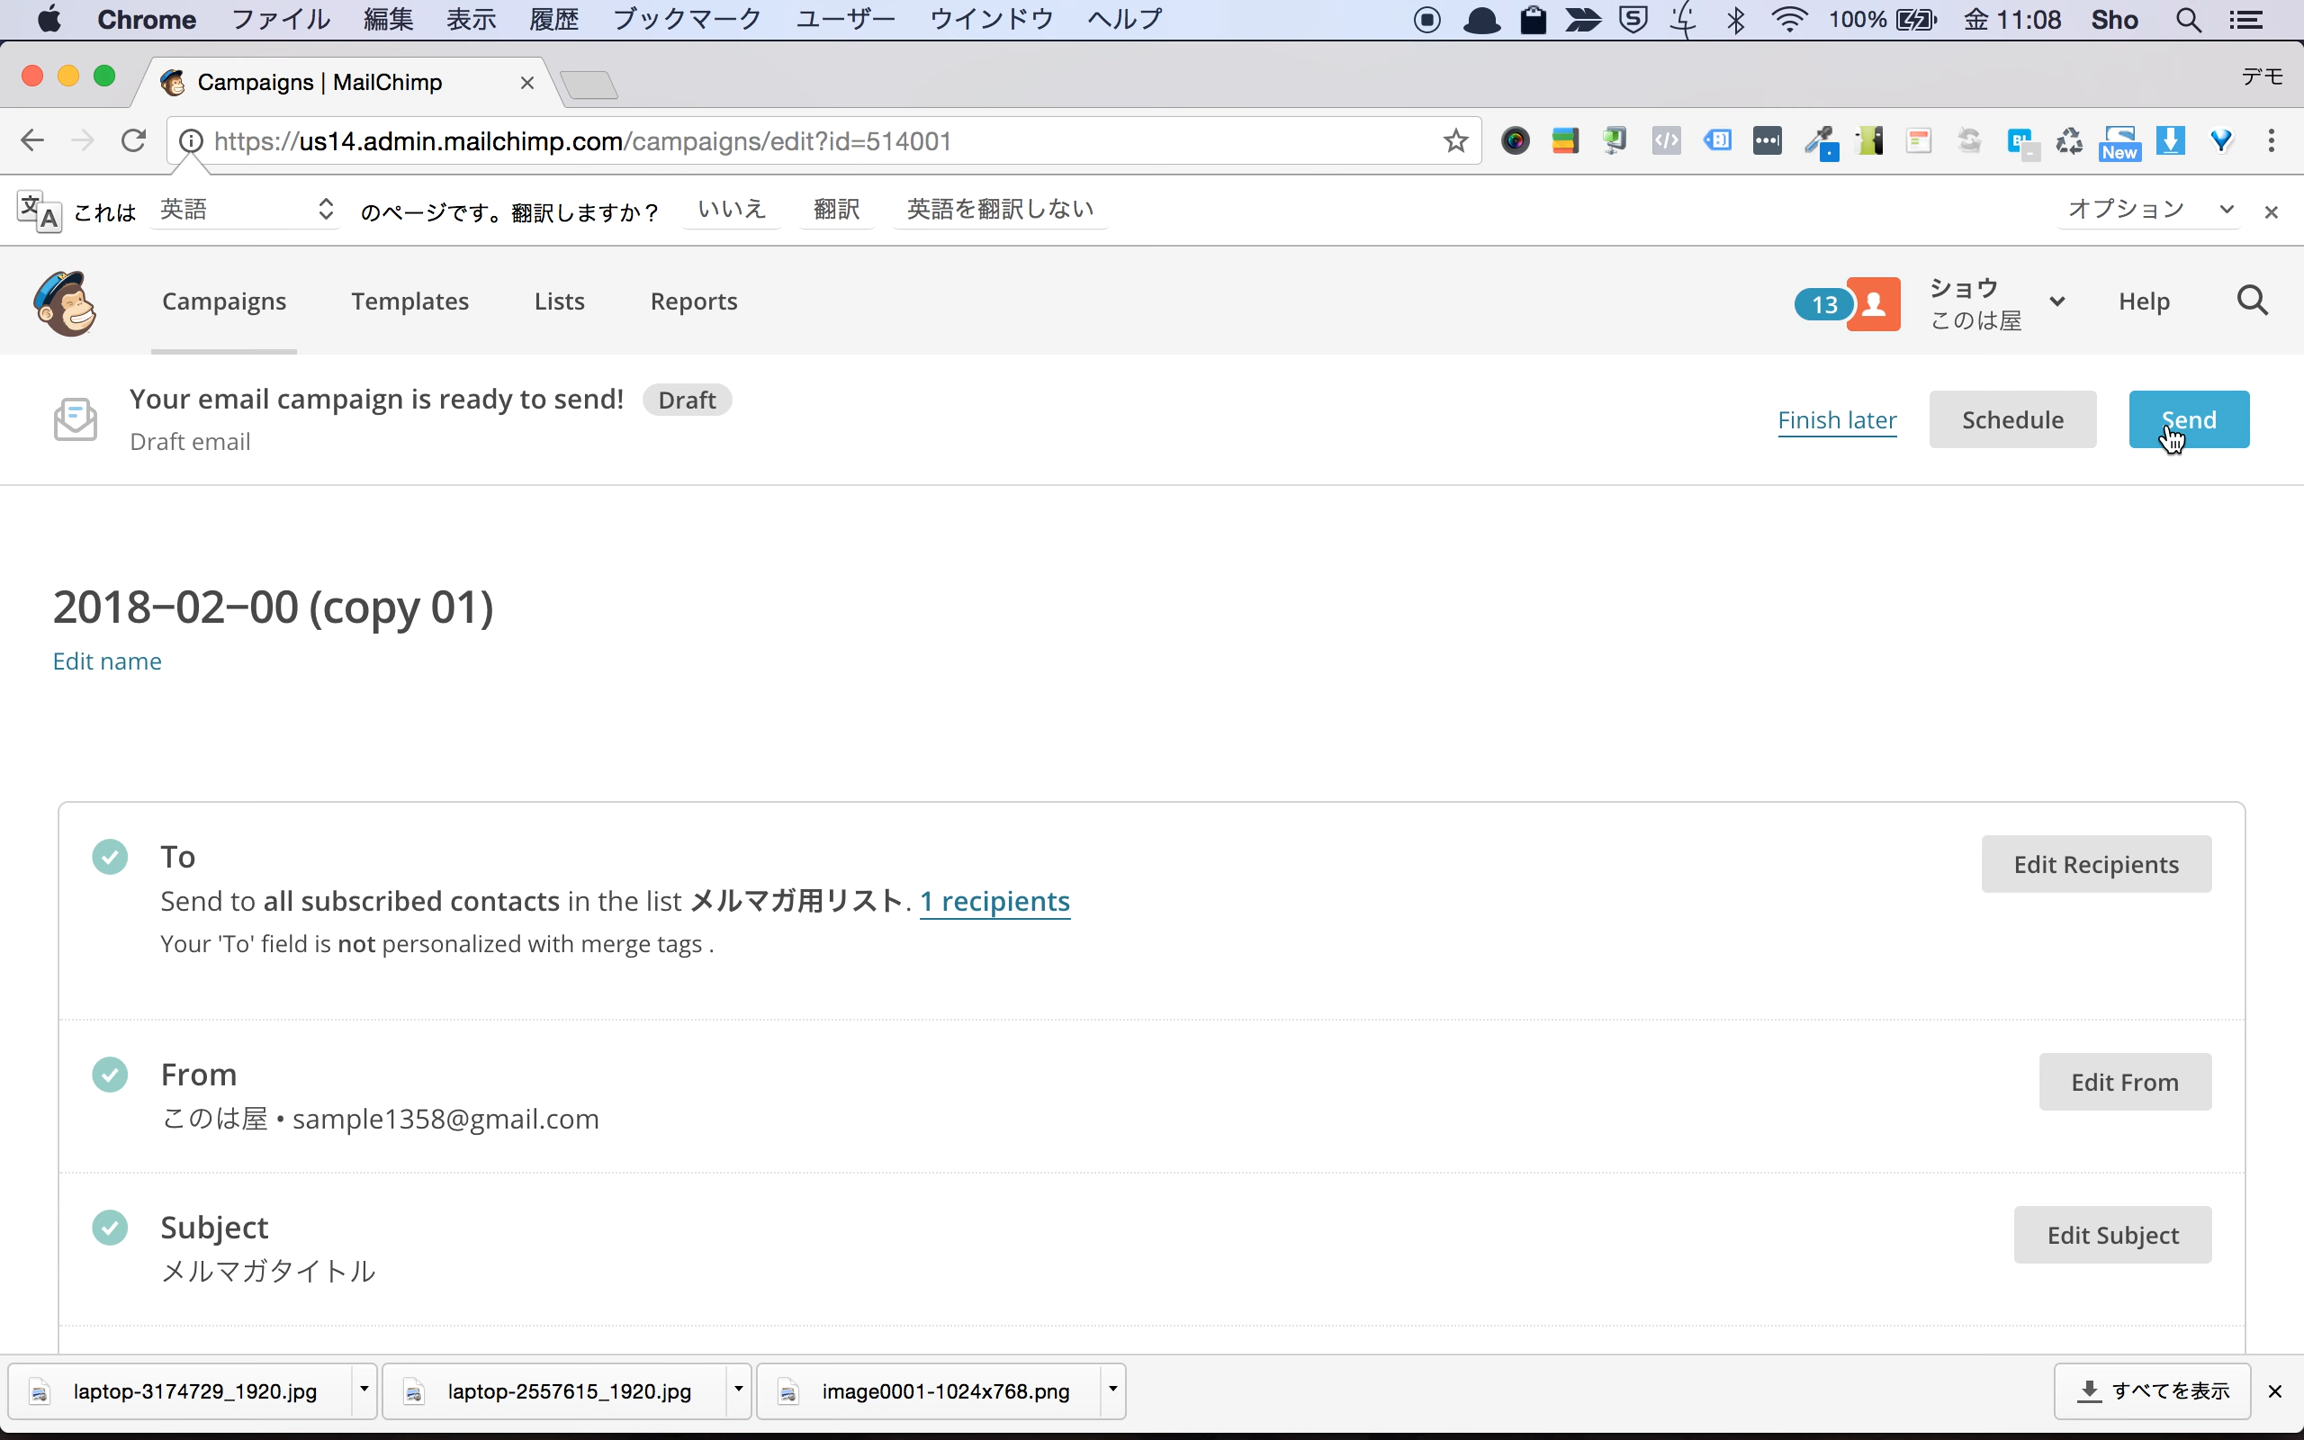 Chrome ファイル 編集 表示 履歴 ブックマーク ユーザー ウインドウ ヘルプ 100% 金 11:08 Sho
Campaigns | MailChimp デモ
https://us14.admin.mailchimp.com/campaigns/edit?id=514001 New
これは 英語 のページです。翻訳しますか？ いいえ 翻訳 英語を翻訳しない オプション
Campaigns Templates Lists Reports 13 ショウ Help
このは屋
Your email campaign is ready to send! Draft
Draft email
Finish later Schedule Send
2018-02-00 (copy 01)
Edit name
To
Edit Recipients
Send to all subscribed contacts in the list メルマガ用リスト. 1 recipients
Your 'To' field is not personalized with merge tags .
From
Edit From
このは屋 • sample1358@gmail.com
Subject
Edit Subject
メルマガタイトル
laptop-3174729_1920.jpg laptop-2557615_1920.jpg image0001-1024x768.png すべてを表示